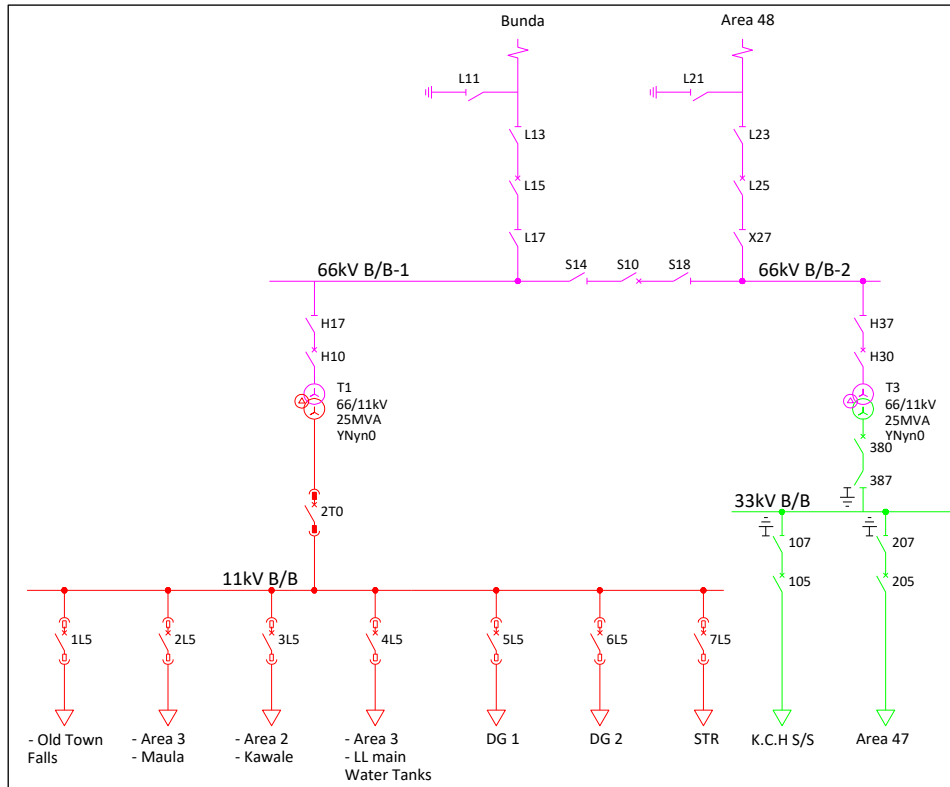 Bunda
Area 48
L11
L21
L13
L23
L15
L25
L17
X27
S14
S10
S18
66kV B/B-1
66kV B/B-2
H17
H37
H10
H30
T1
66/11kV
25MVA
YNyn0
T3
66/11kV
25MVA
YNyn0
380
387
2T0
33kV B/B
107
207
105
205
11kV B/B
1L5
2L5
3L5
4L5
5L5
6L5
7L5
- Old Town
Falls
- Area 3
- Maula
- Area 2
- Kawale
- Area 3
- LL main
Water Tanks
DG 1
DG 2
STR
K.C.H S/S
Area 47